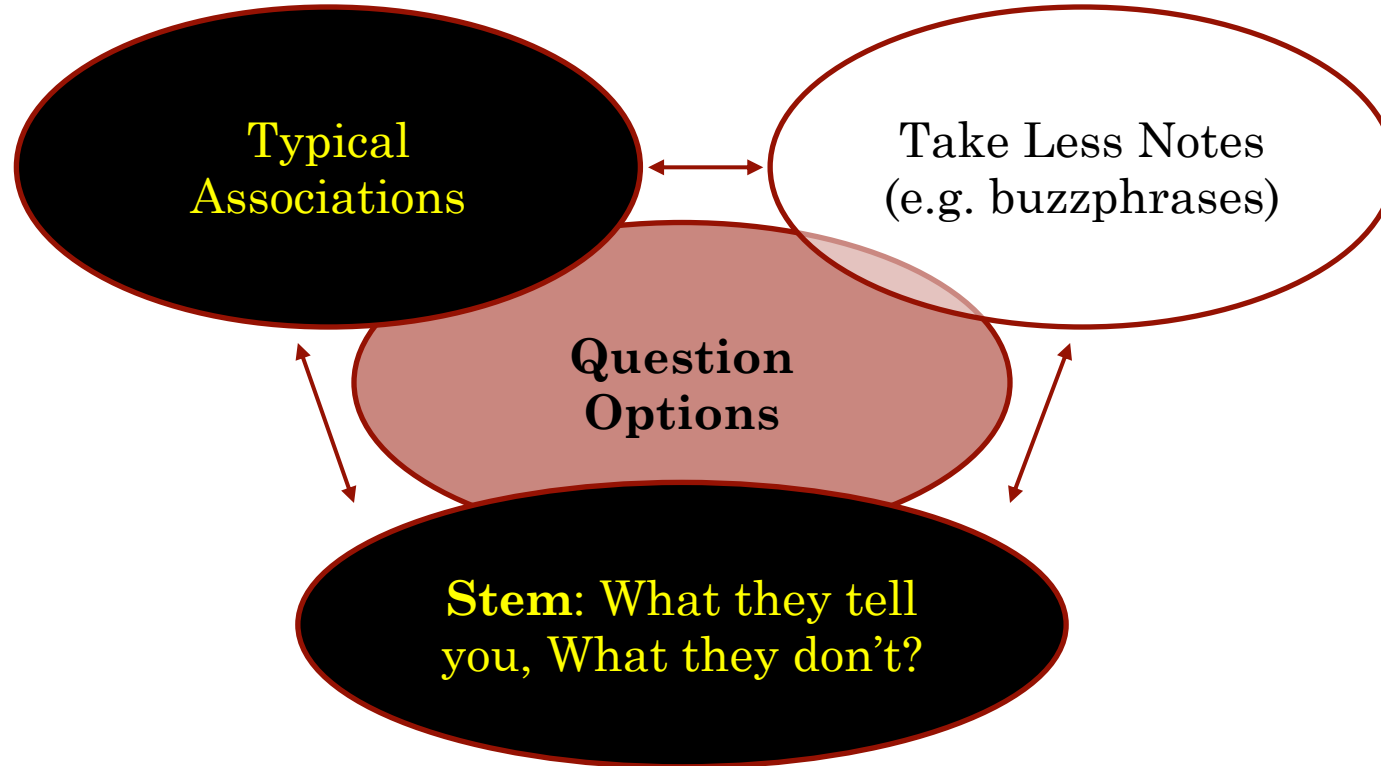 Typical
Associations
Take Less Notes
(e.g. buzzphrases)
Question
Options
Stem: What they tell
you, What they don’t?